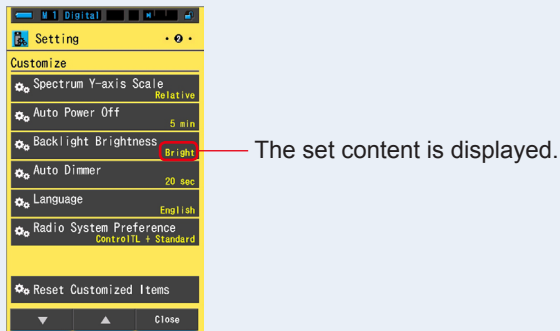 M 1 Digital M
Setting
2
Customize
Spectrum Y-axis Scale
Relative
Auto Power Off
5 min
Backlight Brightness
Bright
The set content is displayed.
Auto Dimmer
20 sec
Language
English
Radio System Preference
ControlTL + Standard
Reset Customized Items
▼ ▲ Close